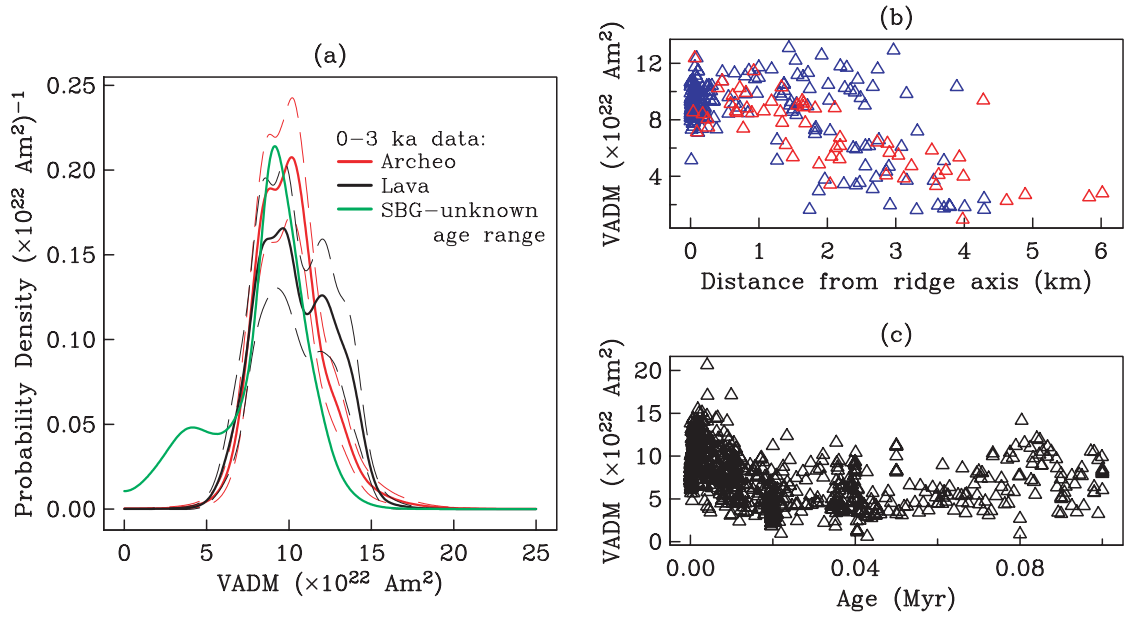 (a)
Probability Density (×10²² Am²)⁻¹
0.25
0.20
0.15
0.10
0.05
0.00
0 5 10 15 20 25
VADM (×10²² Am²)
0−3 ka data:
Archeo
Lava
SBG−unknown
age range
(b)
VADM (×10²² Am²)
12
8
4
0 1 2 3 4 5 6
Distance from ridge axis (km)
(c)
VADM (×10²² Am²)
20
15
10
5
0
0.00 0.04 0.08
Age (Myr)